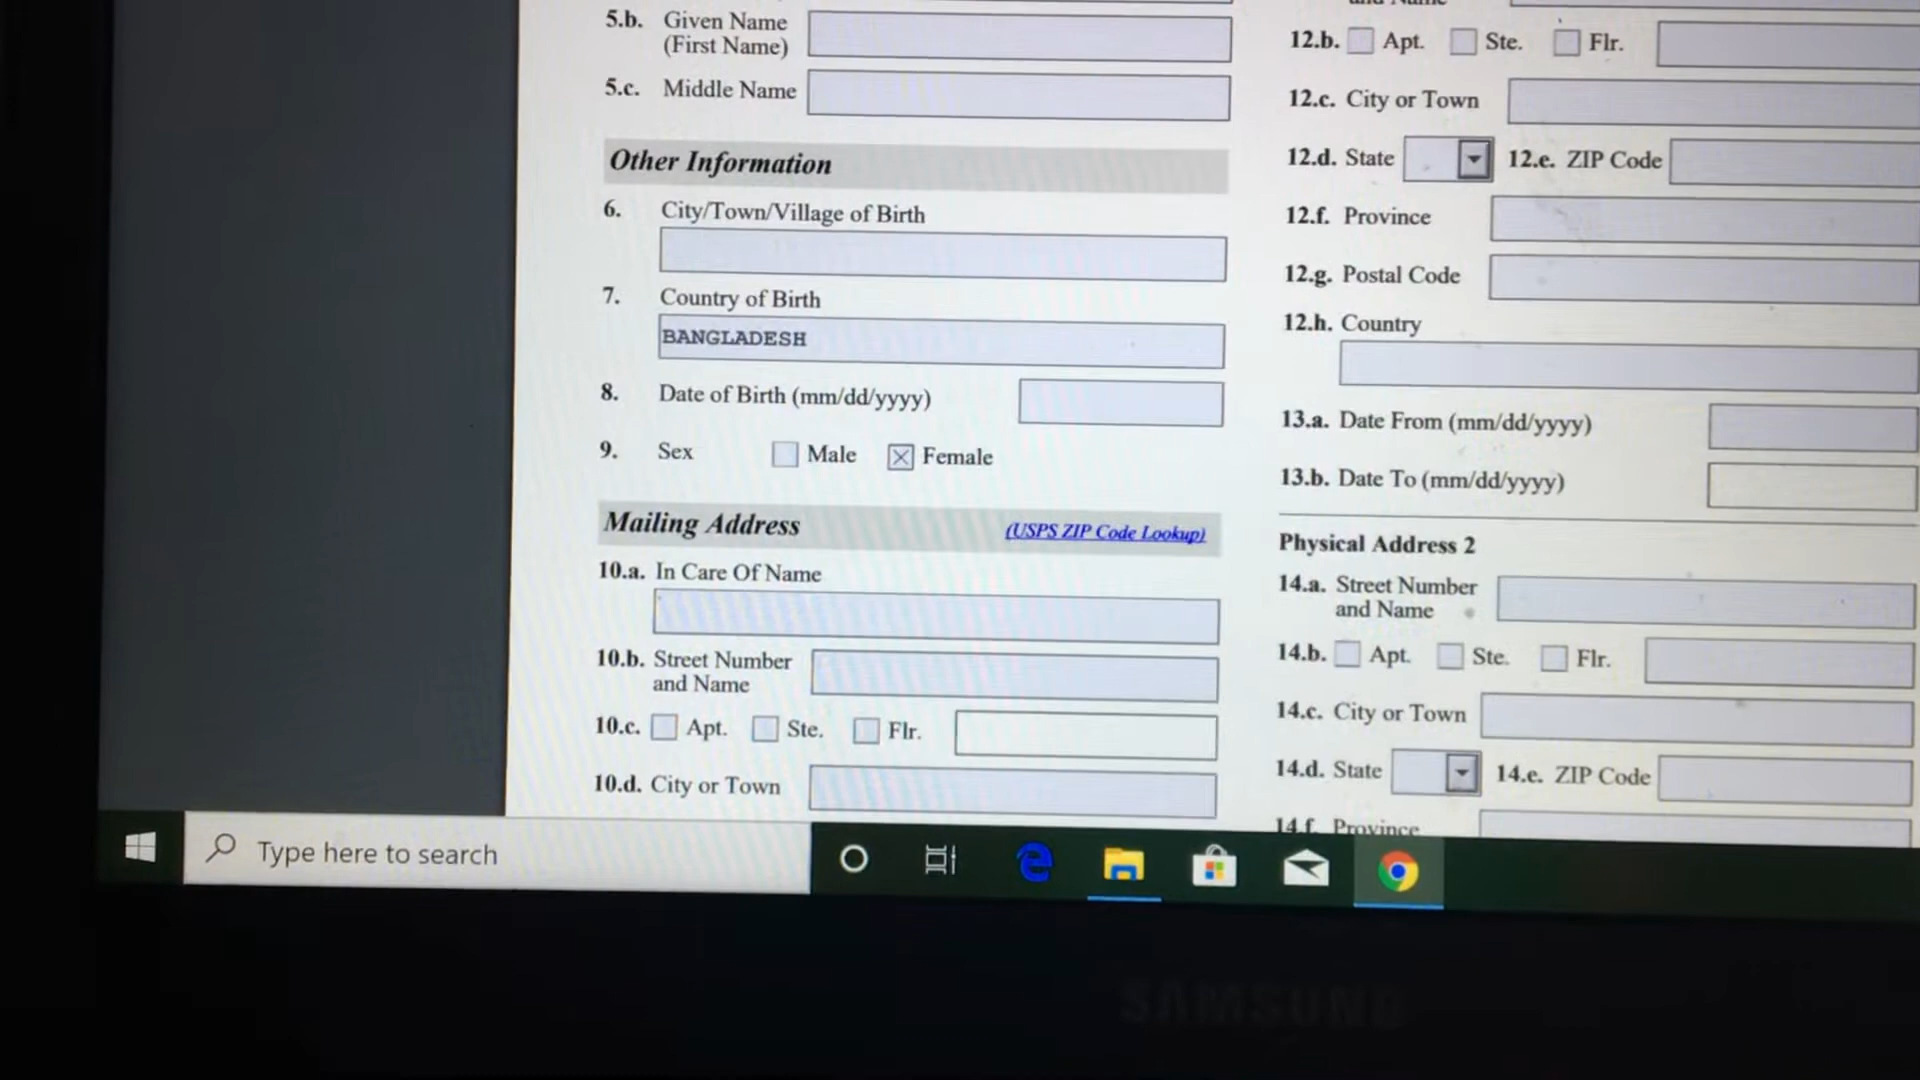 5.b. Given Name
(First Name)
5.c. Middle Name
Other Information
6. City/Town/Village of Birth
7. Country of Birth
BANGLADESH
8. Date of Birth (mm/dd/yyyy)
9. Sex Male Female
Mailing Address (USPS ZIP Code Lookup)
10.a. In Care Of Name
10.b. Street Number
and Name
10.c. Apt. Ste. Flr.
10.d. City or Town
and Name
12.b. Apt. Ste. Flr.
12.c. City or Town
12.d. State 12.e. ZIP Code
12.f. Province
12.g. Postal Code
12.h. Country
13.a. Date From (mm/dd/yyyy)
13.b. Date To (mm/dd/yyyy)
Physical Address 2
14.a. Street Number
and Name
14.b. Apt. Ste. Flr.
14.c. City or Town
14.d. State 14.e. ZIP Code
14.f. Province
Type here to search
SAMSUNG